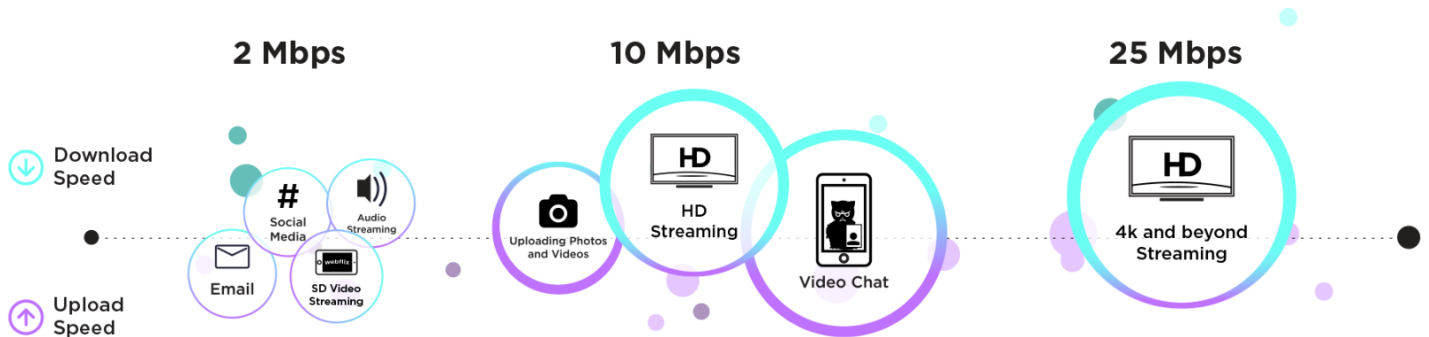 2 Mbps
10 Mbps
25 Mbps
Download
Speed
Upload
Speed
#
Social
Media
Audio
Streaming
Email
webfliz
SD Video
Streaming
Uploading Photos
and Videos
HD
HD
Streaming
Video Chat
HD
4k and beyond
Streaming